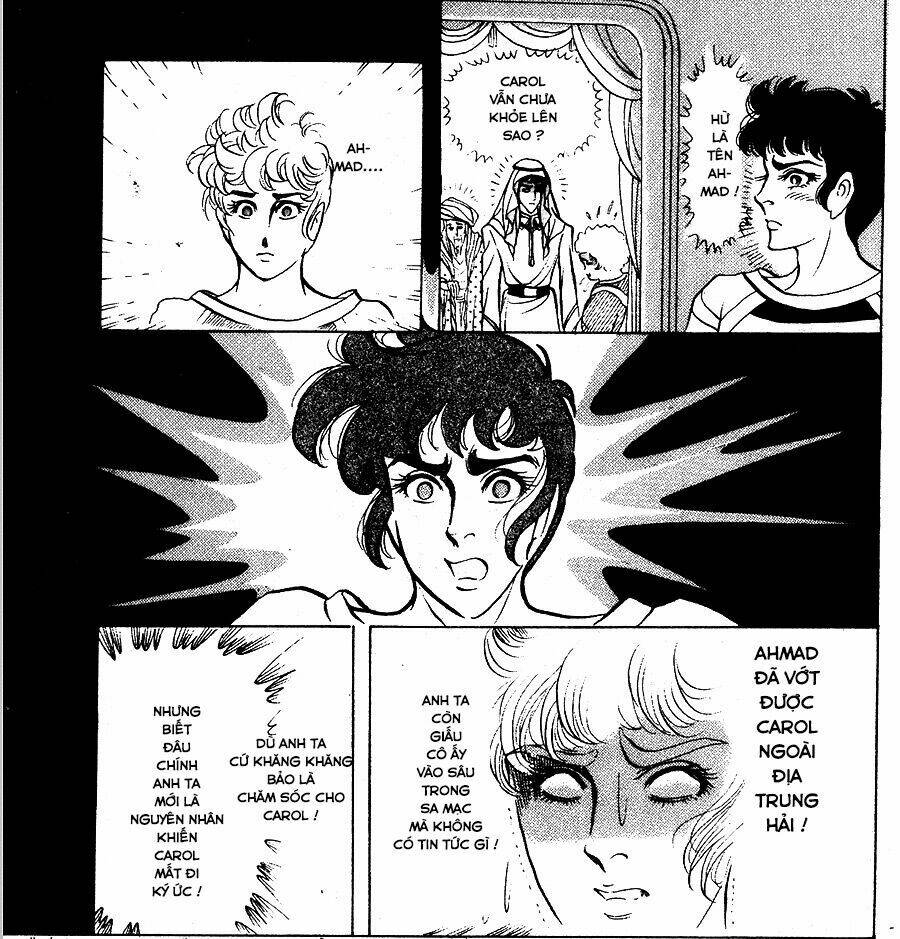 HỪ
LÀ
TÊN
AH-
MAD !
CAROL
VẪN CHƯA
KHỎE LÊN
SAO ?
AH-
MAD....
AHMAD
ĐÃ VỚT
ĐƯỢC
CAROL
NGOÀI
ĐỊA
TRUNG
HẢI !
ANH TA
CÒN
GIẤU
CÔ ẤY
VÀO SÂU
TRONG
SA MẠC
MÀ KHÔNG
CÓ TIN TỨC GÌ !
DÙ ANH TA
CỨ KHĂNG KHĂNG
BẢO LÀ
CHĂM SÓC CHO
CAROL !
NHƯNG
BIẾT
ĐÂU
CHÍNH
ANH TA
MỚI LÀ
NGUYÊN NHÂN
KHIẾN
CAROL
MẤT ĐI
KÝ ỨC !